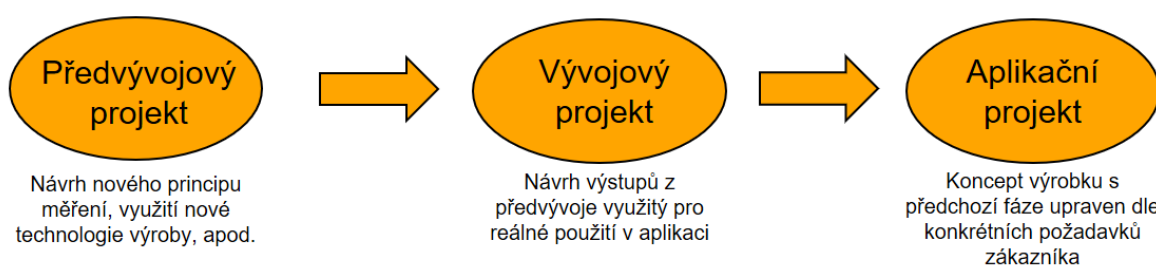 Předvývojový
projekt
Návrh nového principu
měření, využití nové
technologie výroby, apod.
Vývojový
projekt
Návrh výstupů z
předvývoje využitý pro
reálné použití v aplikaci
Aplikační
projekt
Koncept výrobku s
předchozí fáze upraven dle
konkrétních požadavků
zákazníka